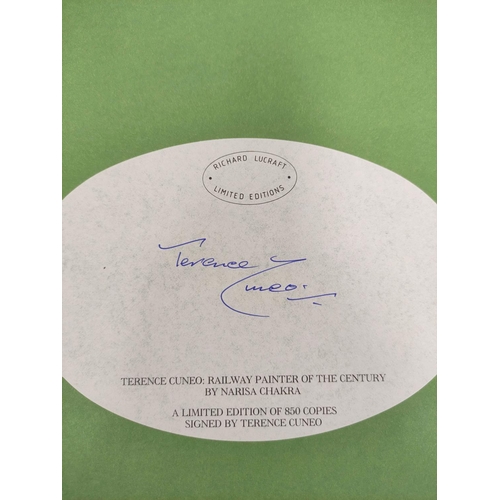 RICHARD LUCRAFT
LIMITED EDITIONS
Terence Cuneo.
TERENCE CUNEO: RAILWAY PAINTER OF THE CENTURY
BY NARISA CHAKRA
A LIMITED EDITION OF 850 COPIES
SIGNED BY TERENCE CUNEO